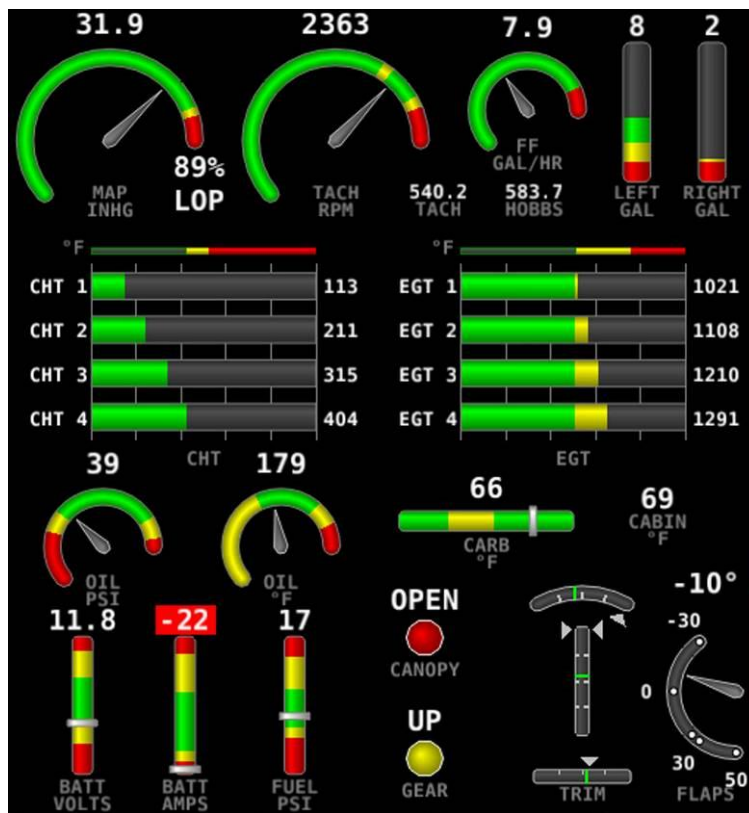 31.9
2363
7.9
8
2
89%
LOP
MAP
INHG
TACH
RPM
540.2
TACH
FF
GAL/HR
583.7
HOBBS
LEFT
GAL
RIGHT
GAL
°F
CHT 1 113
CHT 2 211
CHT 3 315
CHT 4 404
CHT
°F
EGT 1 1021
EGT 2 1108
EGT 3 1210
EGT 4 1291
EGT
39
OIL
PSI
179
OIL
°F
66
CARB
°F
69
CABIN
°F
11.8
BATT
VOLTS
-22
BATT
AMPS
17
FUEL
PSI
OPEN
CANOPY
UP
GEAR
TRIM
-10°
-30
0
30
50
FLAPS